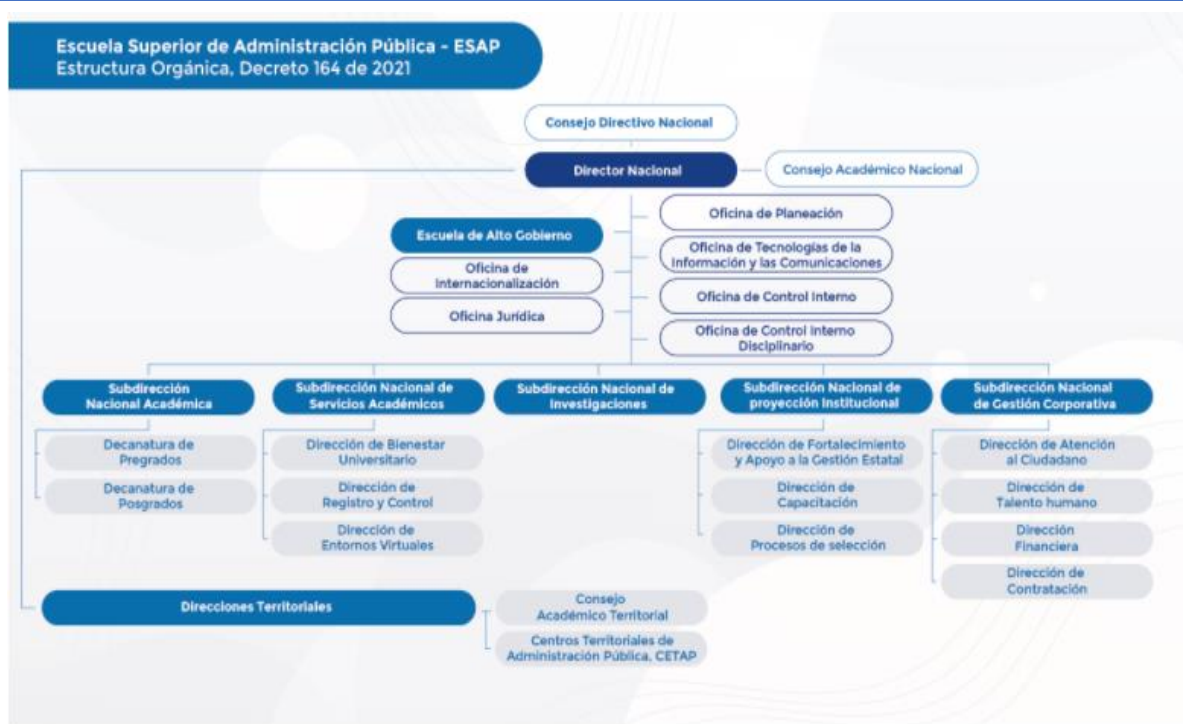 Escuela Superior de Administración Pública - ESAP
Estructura Orgánica, Decreto 164 de 2021
Consejo Directivo Nacional
Director Nacional
Consejo Académico Nacional
Escuela de Alto Gobierno
Oficina de
Internacionalización
Oficina Jurídica
Oficina de Planeación
Oficina de Tecnologías de la
Información y las Comunicaciones
Oficina de Control Interno
Oficina de Control Interno
Disciplinario
Subdirección
Nacional Académica
Decanatura de
Pregrados
Decanatura de
Posgrados
Subdirección Nacional de
Servicios Académicos
Dirección de Bienestar
Universitario
Dirección de
Registro y Control
Dirección de
Entornos Virtuales
Subdirección Nacional de
Investigaciones
Subdirección Nacional de
proyección Institucional
Dirección de Fortalecimiento
y Apoyo a la Gestión Estatal
Dirección de
Capacitación
Dirección de
Procesos de selección
Subdirección Nacional
de Gestión Corporativa
Dirección de Atención
al Ciudadano
Dirección de
Talento humano
Dirección
Financiera
Dirección de
Contratación
Direcciones Territoriales
Consejo
Académico Territorial
Centros Territoriales de
Administración Pública, CETAP